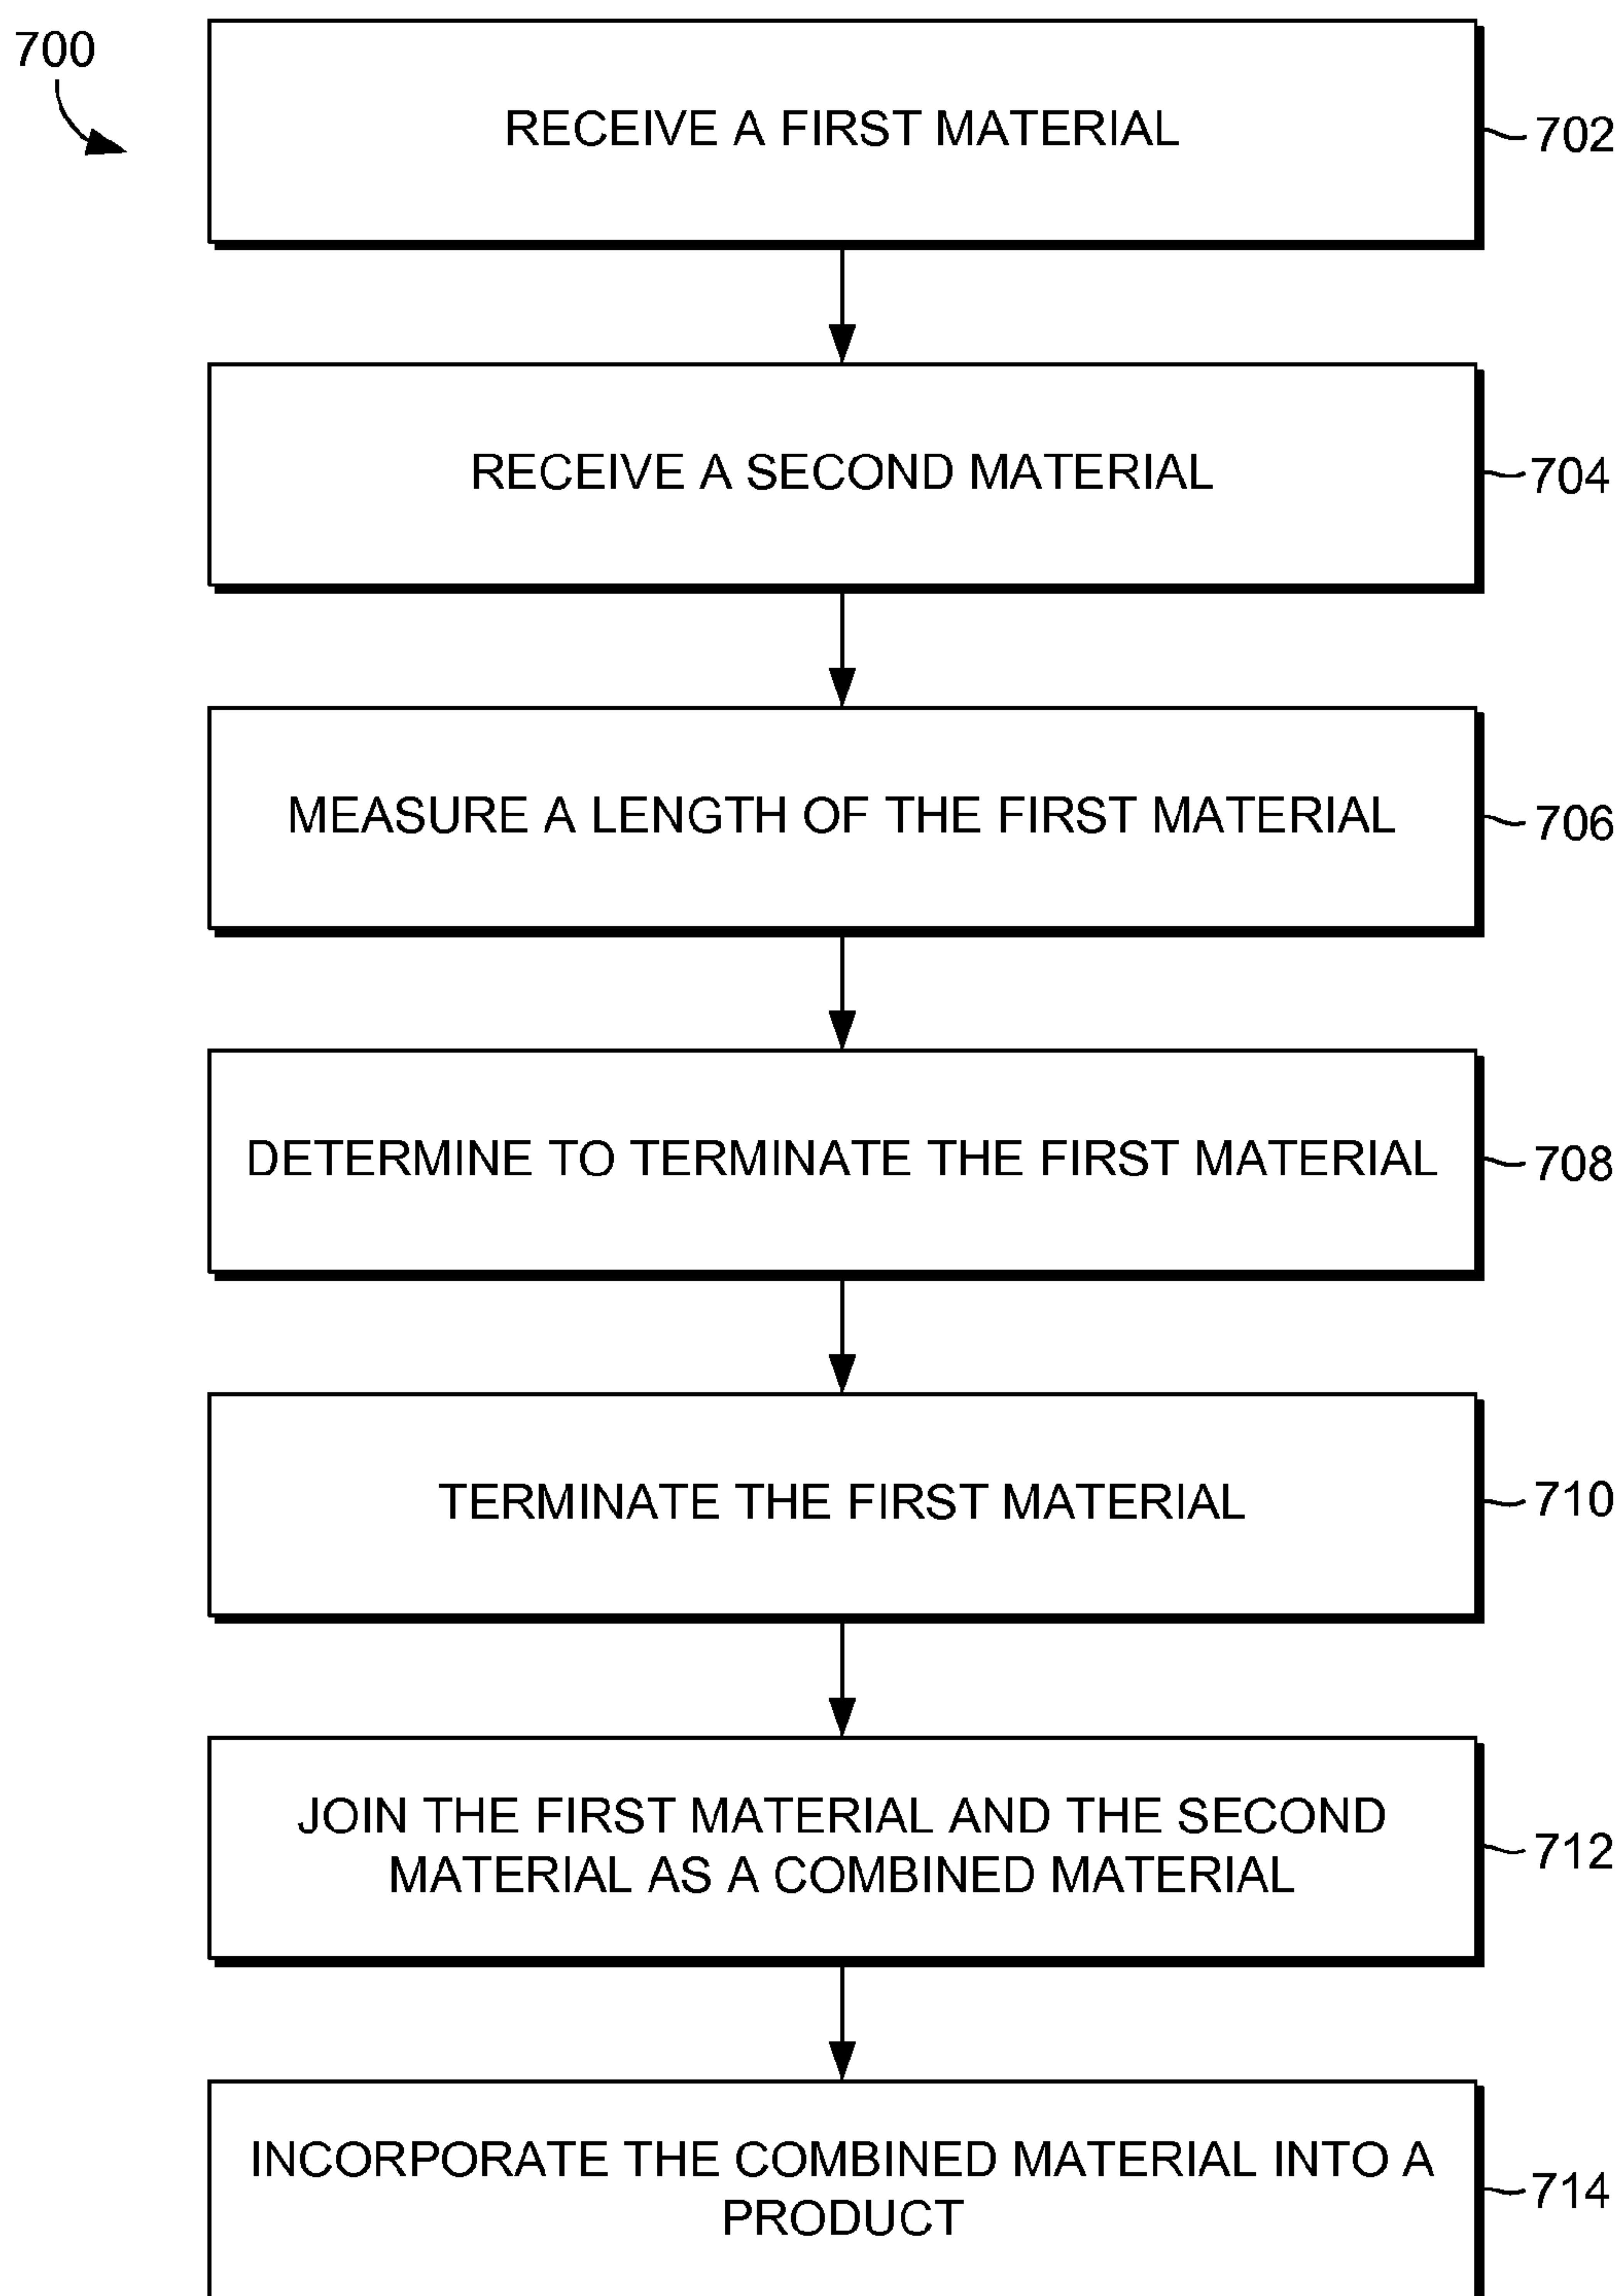 700
RECEIVE A FIRST MATERIAL
702
RECEIVE A SECOND MATERIAL
704
MEASURE A LENGTH OF THE FIRST MATERIAL
706
DETERMINE TO TERMINATE THE FIRST MATERIAL
708
TERMINATE THE FIRST MATERIAL
710
JOIN THE FIRST MATERIAL AND THE SECOND
MATERIAL AS A COMBINED MATERIAL
712
INCORPORATE THE COMBINED MATERIAL INTO A
PRODUCT
714